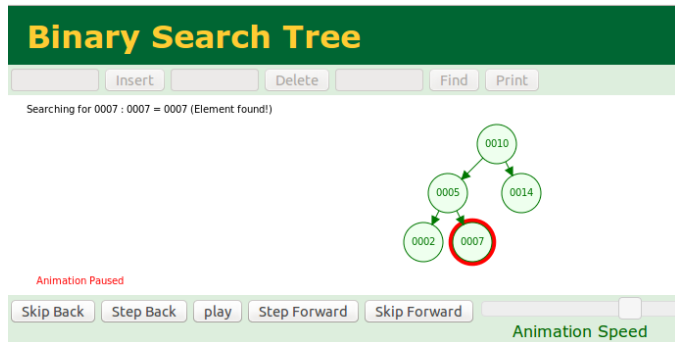 Binary Search Tree
Insert Delete Find Print
Searching for 0007 : 0007 = 0007 (Element found!)
0010
0005 0014
0002 0007
Animation Paused
Skip Back Step Back play Step Forward Skip Forward
Animation Speed